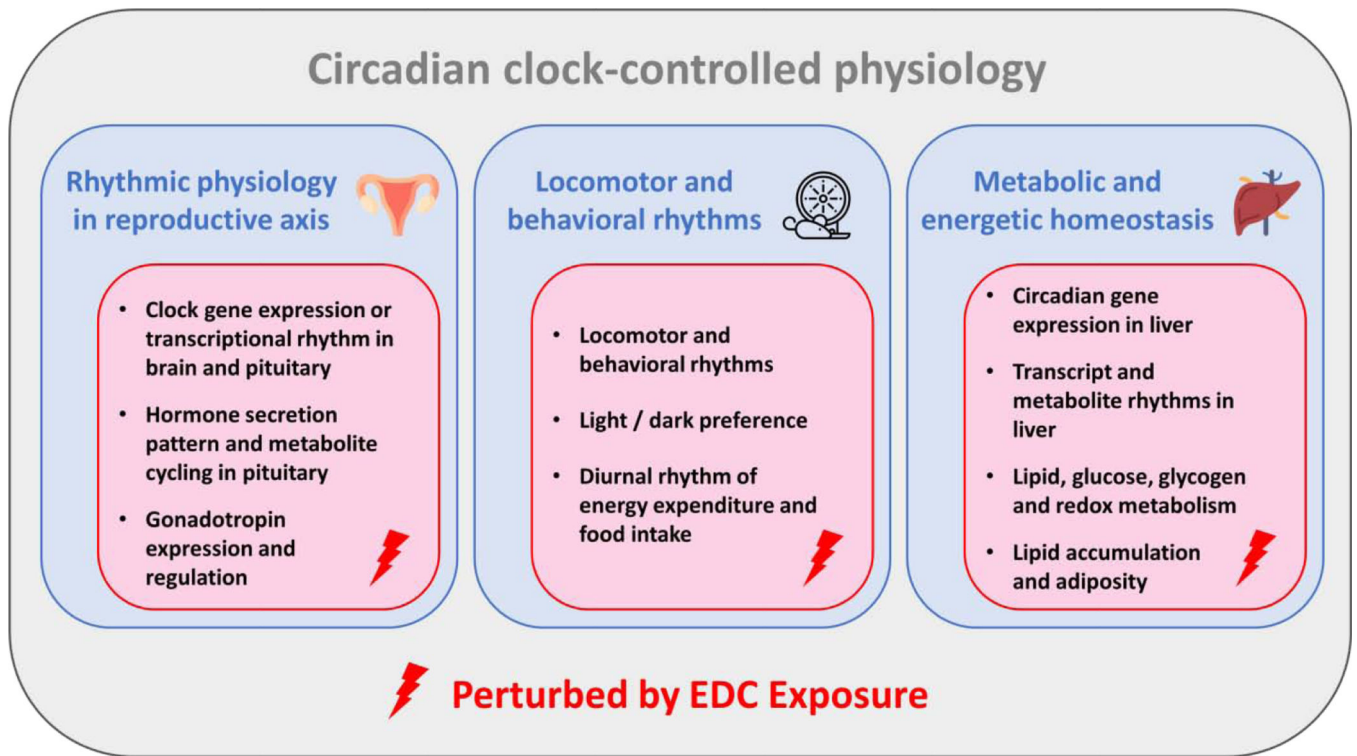 Circadian clock-controlled physiology
Rhythmic physiology
in reproductive axis
• Clock gene expression or
transcriptional rhythm in
brain and pituitary
• Hormone secretion
pattern and metabolite
cycling in pituitary
• Gonadotropin
expression and
regulation
Locomotor and
behavioral rhythms
• Locomotor and
behavioral rhythms
• Light / dark preference
• Diurnal rhythm of
energy expenditure and
food intake
Metabolic and
energetic homeostasis
• Circadian gene
expression in liver
• Transcript and
metabolite rhythms in
liver
• Lipid, glucose, glycogen
and redox metabolism
• Lipid accumulation
and adiposity
Perturbed by EDC Exposure